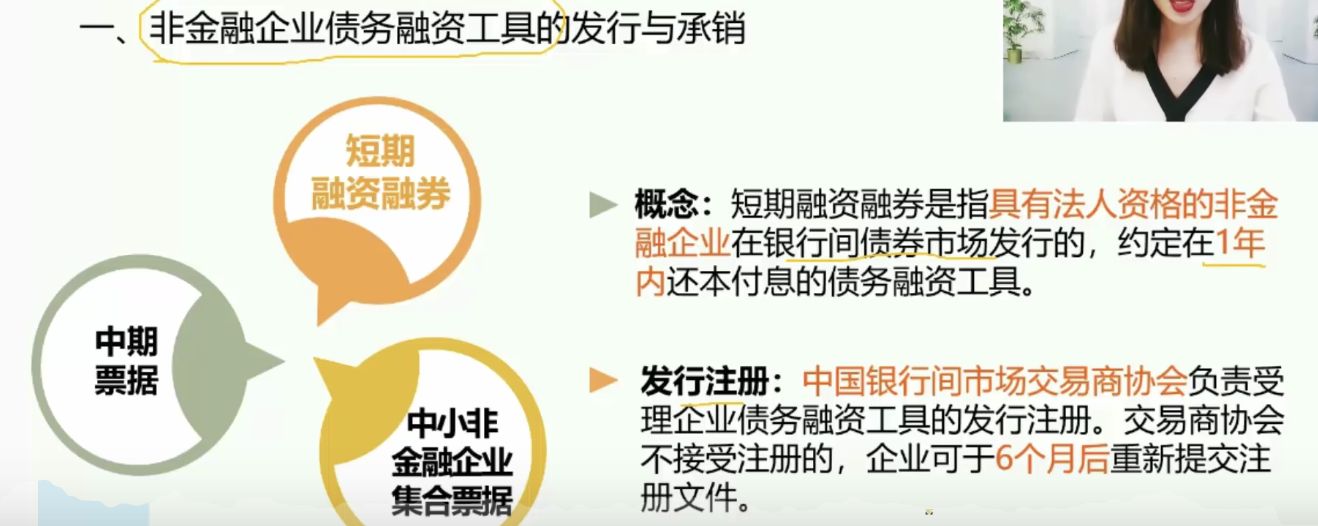 一、非金融企业债务融资工具的发行与承销
短期
融资融券
中期
票据
中小非
金融企业
集合票据
概念：短期融资融券是指具有法人资格的非金
融企业在银行间债券市场发行的，约定在1年
内还本付息的债务融资工具。
发行注册：中国银行间市场交易商协会负责受
理企业债务融资工具的发行注册。交易商协会
不接受注册的，企业可于6个月后重新提交注
册文件。